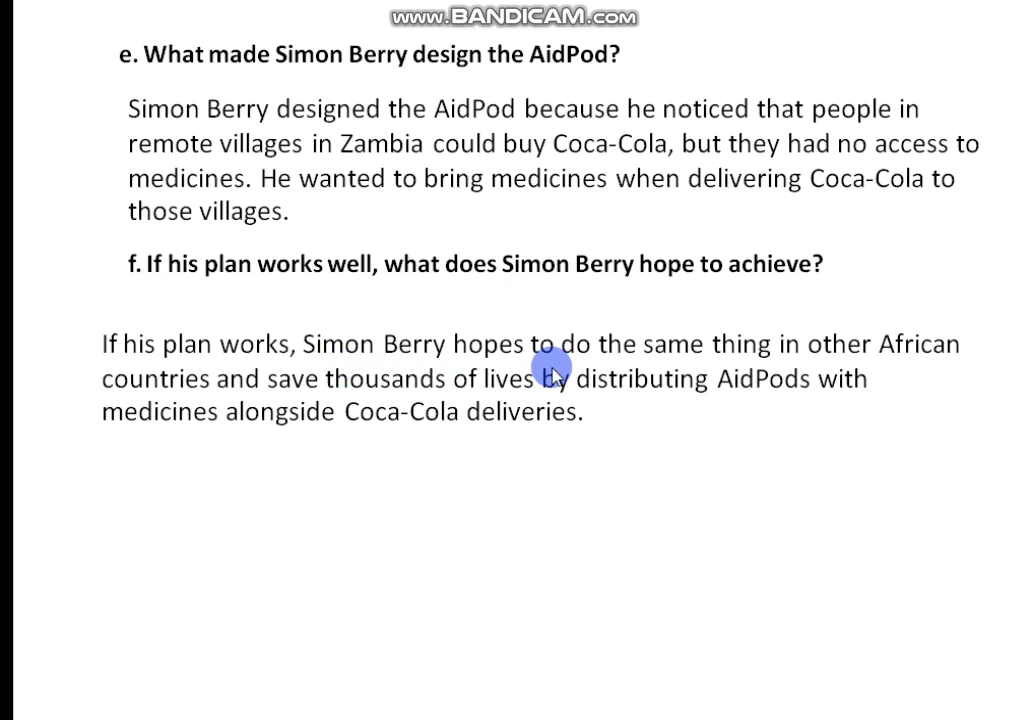 www.BANDICAM.com
e. What made Simon Berry design the AidPod?
Simon Berry designed the AidPod because he noticed that people in
remote villages in Zambia could buy Coca-Cola, but they had no access to
medicines. He wanted to bring medicines when delivering Coca-Cola to
those villages.
f. If his plan works well, what does Simon Berry hope to achieve?
If his plan works, Simon Berry hopes to do the same thing in other African
countries and save thousands of lives by distributing AidPods with
medicines alongside Coca-Cola deliveries.